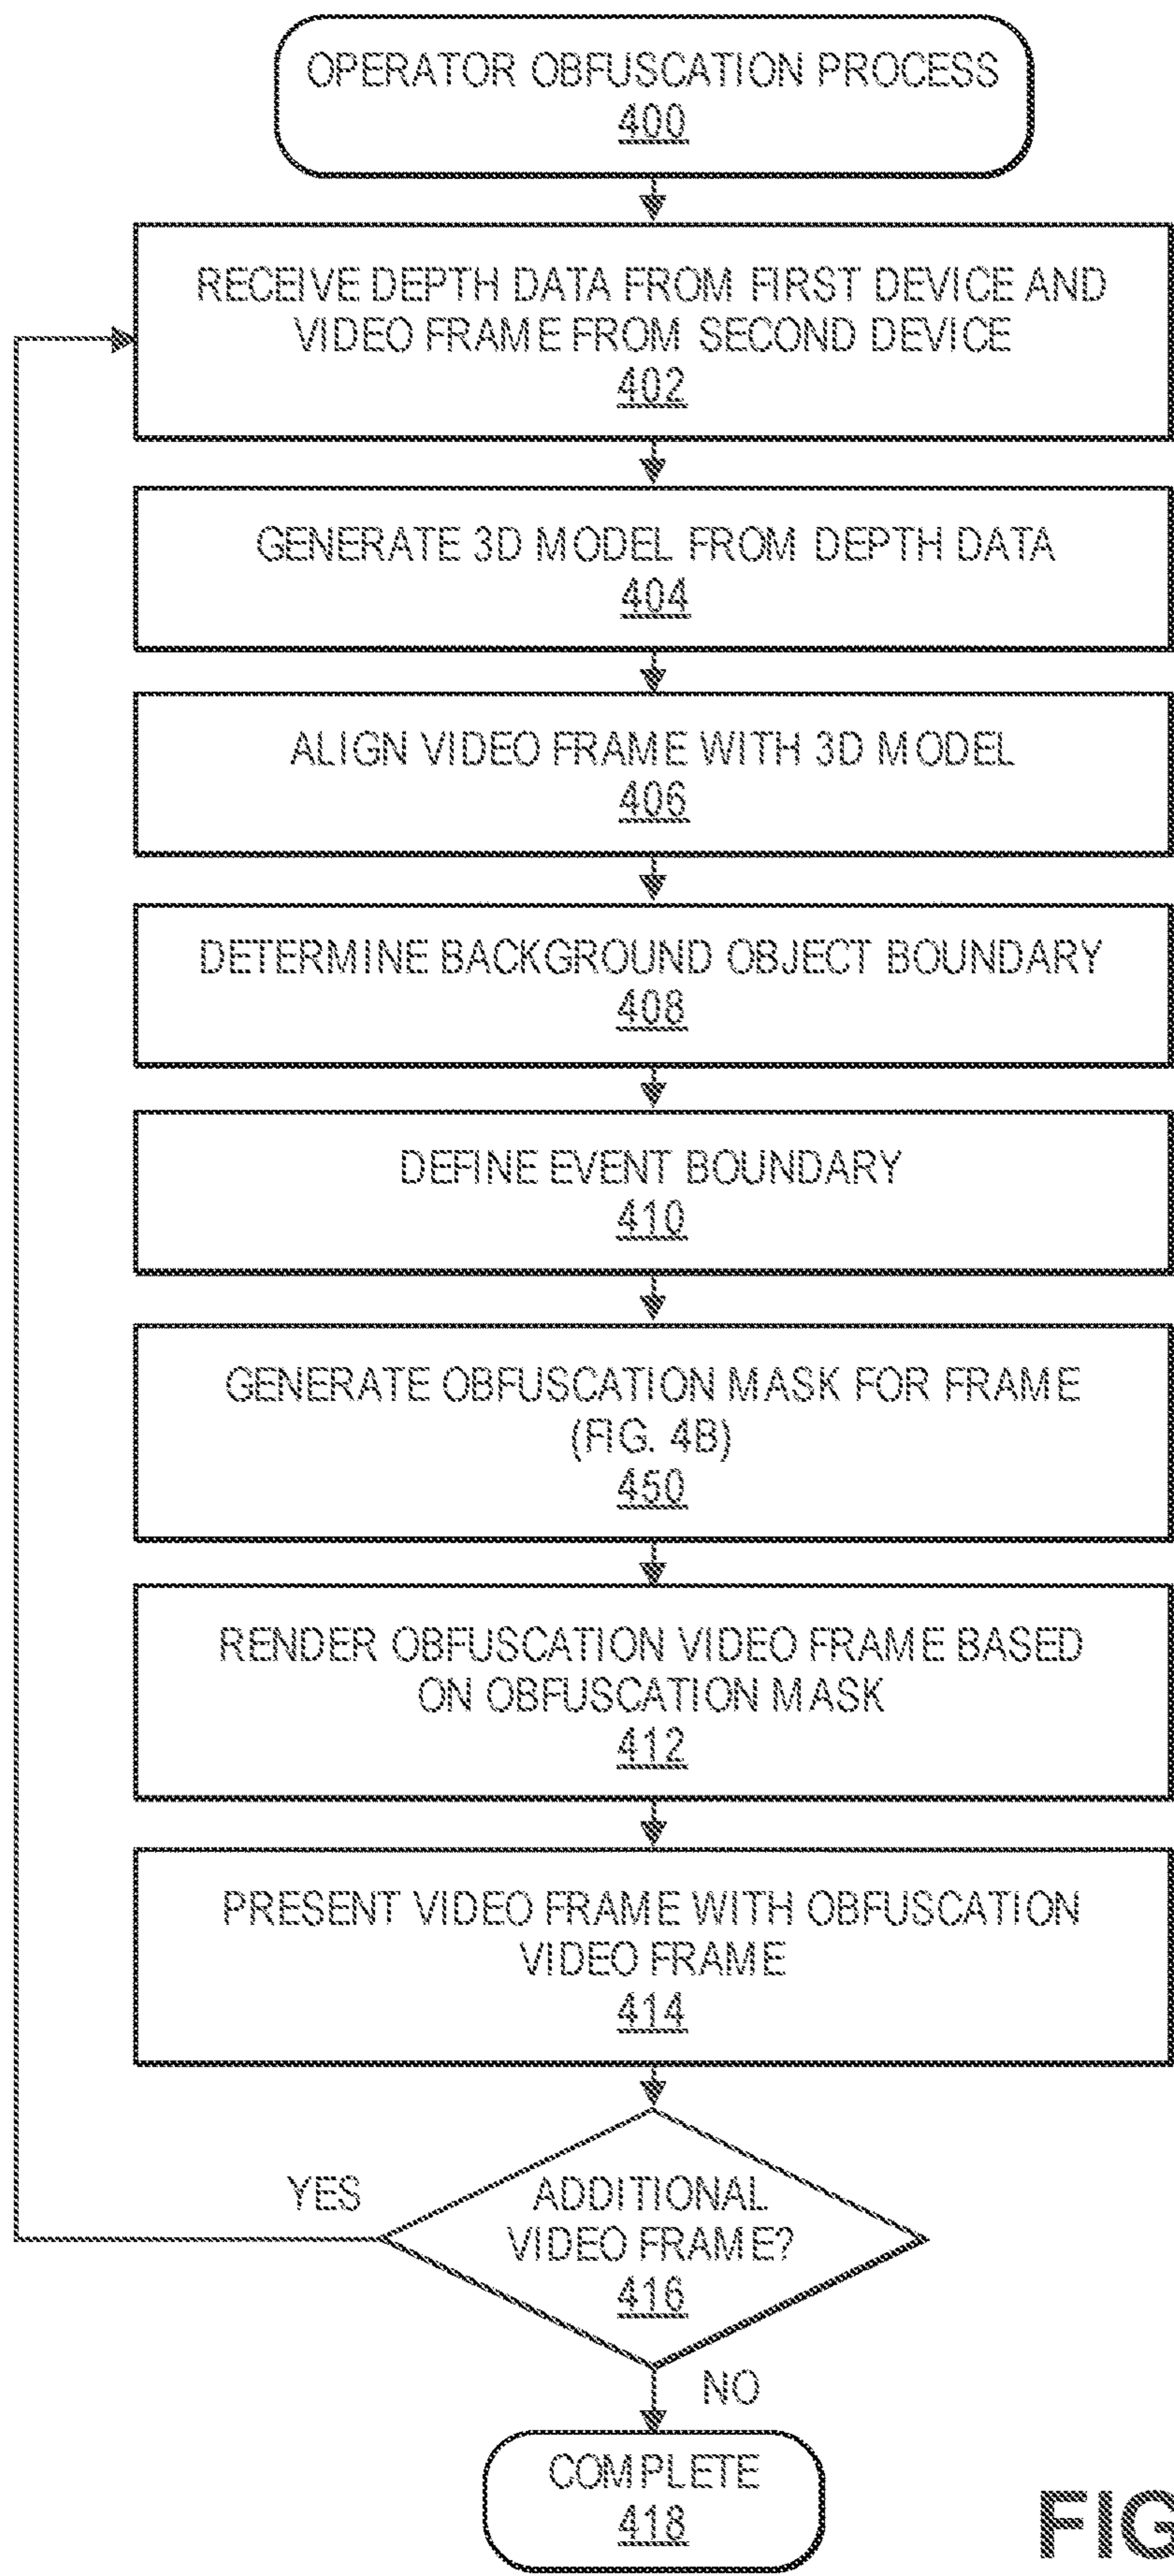 OPERATOR OBFUSCATION PROCESS
400
RECEIVE DEPTH DATA FROM FIRST DEVICE AND
VIDEO FRAME FROM SECOND DEVICE
402
GENERATE 3D MODEL FROM DEPTH DATA
404
ALIGN VIDEO FRAME WITH 3D MODEL
406
DETERMINE BACKGROUND OBJECT BOUNDARY
408
DEFINE EVENT BOUNDARY
410
GENERATE OBFUSCATION MASK FOR FRAME
(FIG. 4B)
450
RENDER OBFUSCATION VIDEO FRAME BASED
ON OBFUSCATION MASK
412
PRESENT VIDEO FRAME WITH OBFUSCATION
VIDEO FRAME
414
YES
ADDITIONAL
VIDEO FRAME?
416
NO
COMPLETE
418
FIG